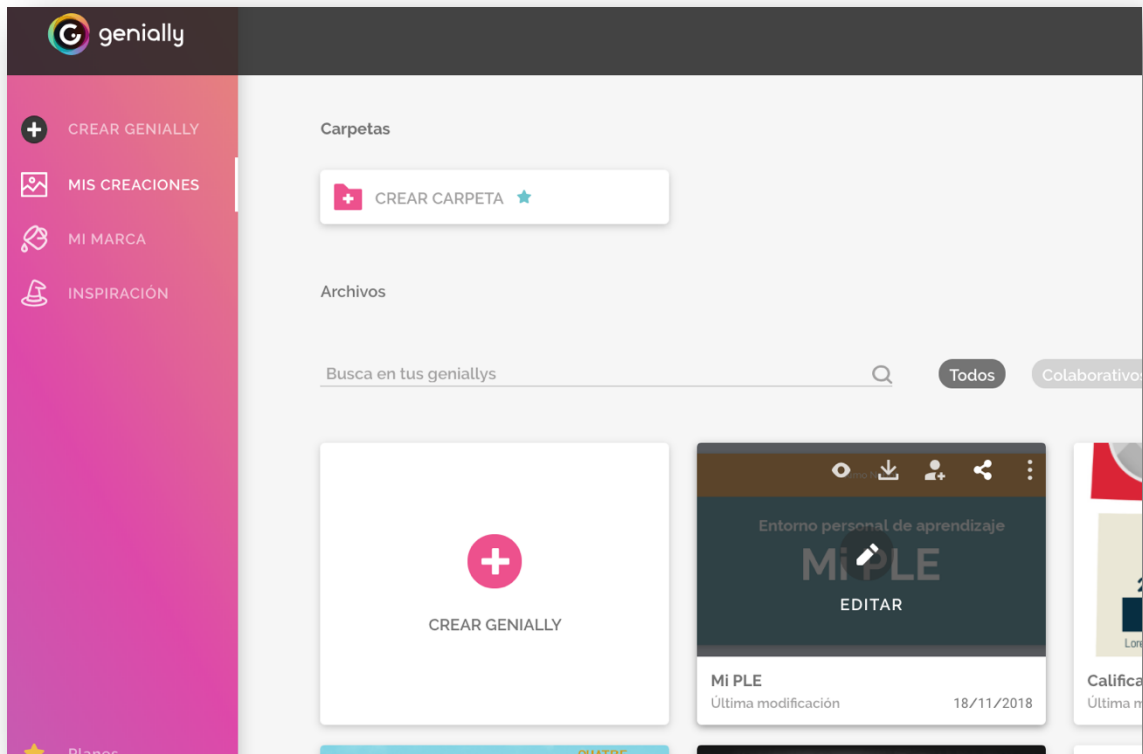 genially
CREAR GENIALLY
MIS CREACIONES
MI MARCA
INSPIRACIÓN
Planes
Carpetas
CREAR CARPETA
Archivos
Busca en tus geniallys
Todos
Colaborativos
CREAR GENIALLY
Entorno personal de aprendizaje
Mi PLE
EDITAR
Mi PLE
Última modificación 18/11/2018
Califica
Última m